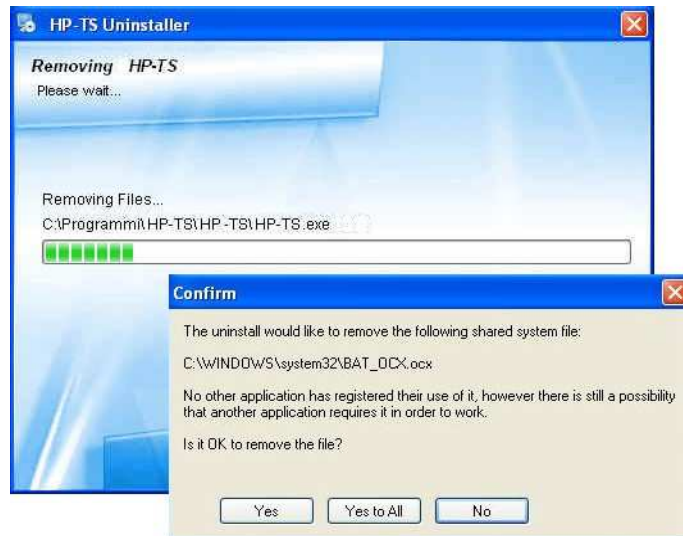 HP-TS Uninstaller
Removing HP-TS
Please wait...
Removing Files...
C:\Programmi\HP-TS\HP-TS\HP-TS.exe
Confirm
The uninstall would like to remove the following shared system file:
C:\WINDOWS\system32\BAT_OCX.ocx
No other application has registered their use of it, however there is still a possibility
that another application requires it in order to work.
Is it OK to remove the file?
Yes
Yes to All
No